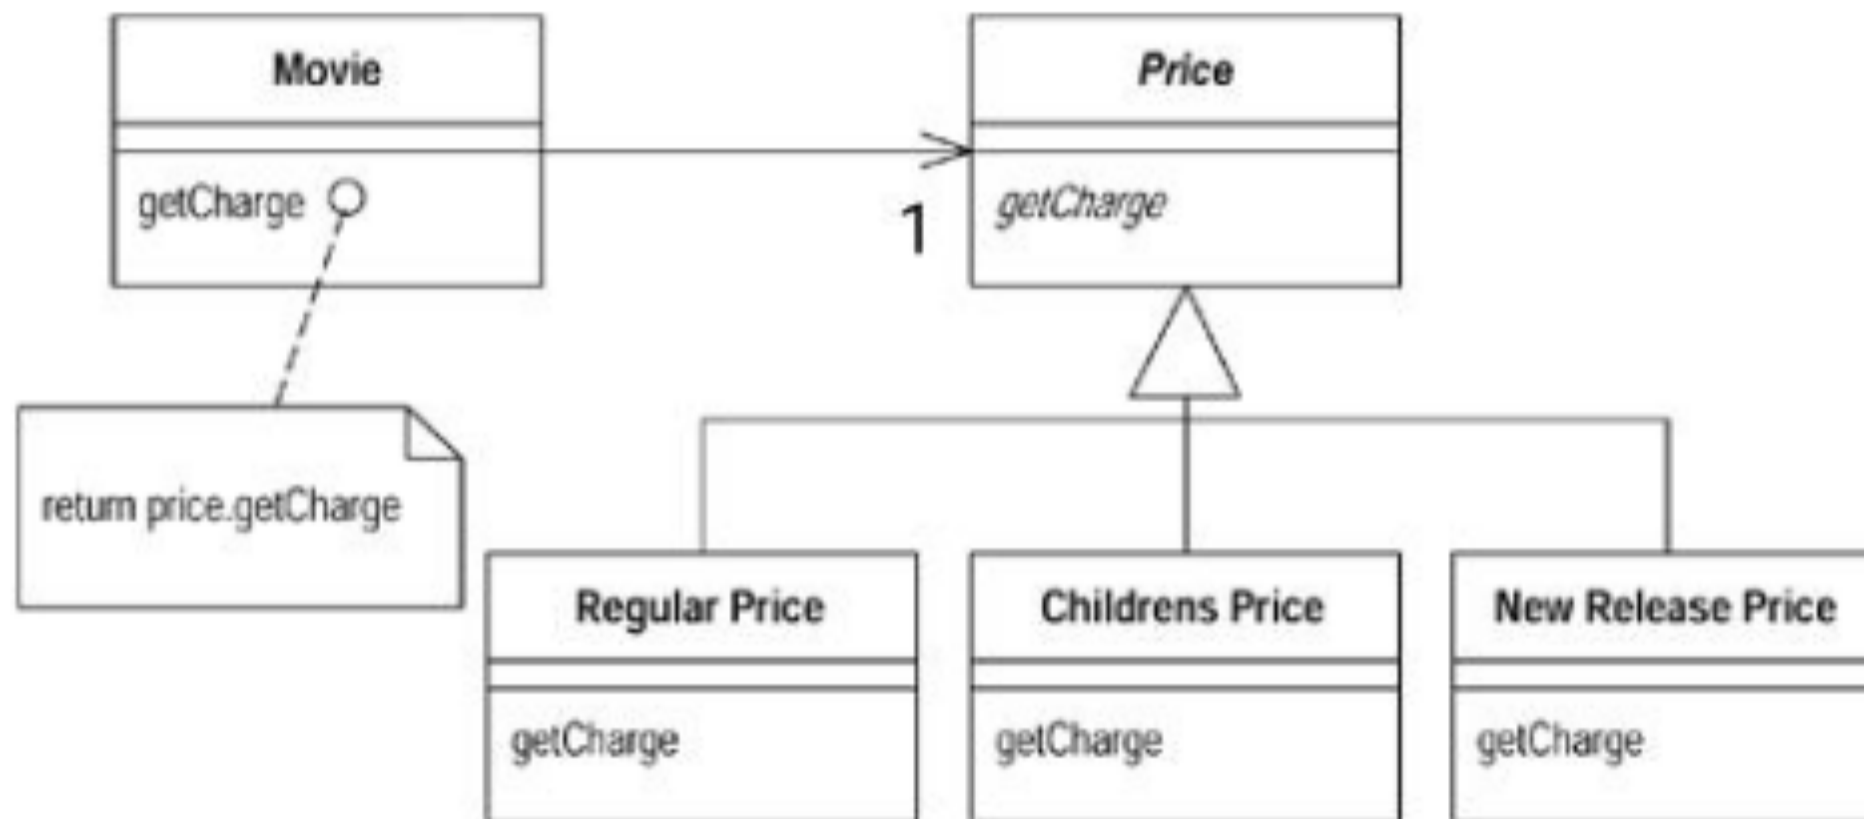 Movie
Price
getCharge
1
getCharge
return price.getCharge
Regular Price
Childrens Price
New Release Price
getCharge
getCharge
getCharge